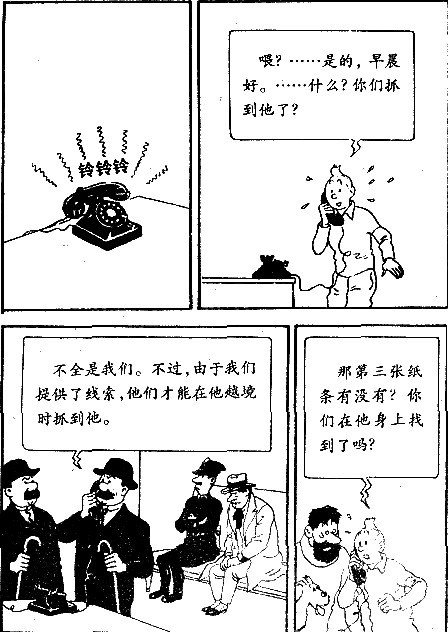 铃铃铃
喂?……是的,早晨
好。……什么?你们抓
到他了?
不全是我们。不过,由于我们
提供了线索,他们才能在他越境
时抓到他。
那第三张纸
条有没有?你
们在他身上找
到了吗?